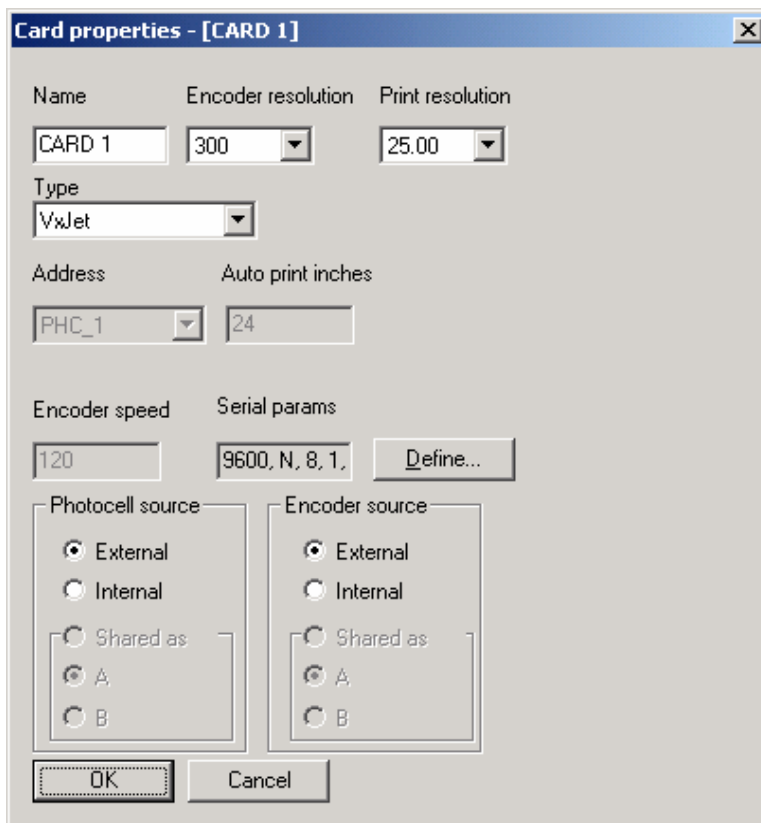 Card properties - [CARD 1]
Name Encoder resolution Print resolution
CARD 1 300 25.00
Type
VxJet
Address Auto print inches
PHC_1 24
Encoder speed Serial params
120 9600, N, 8, 1, Define...
Photocell source Encoder source
External External
Internal Internal
Shared as Shared as
A A
B B
OK Cancel